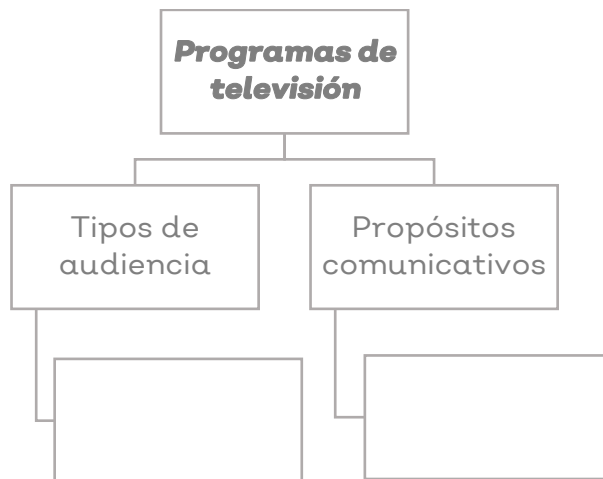 Programas de
televisión
Tipos de
audiencia
Propósitos
comunicativos